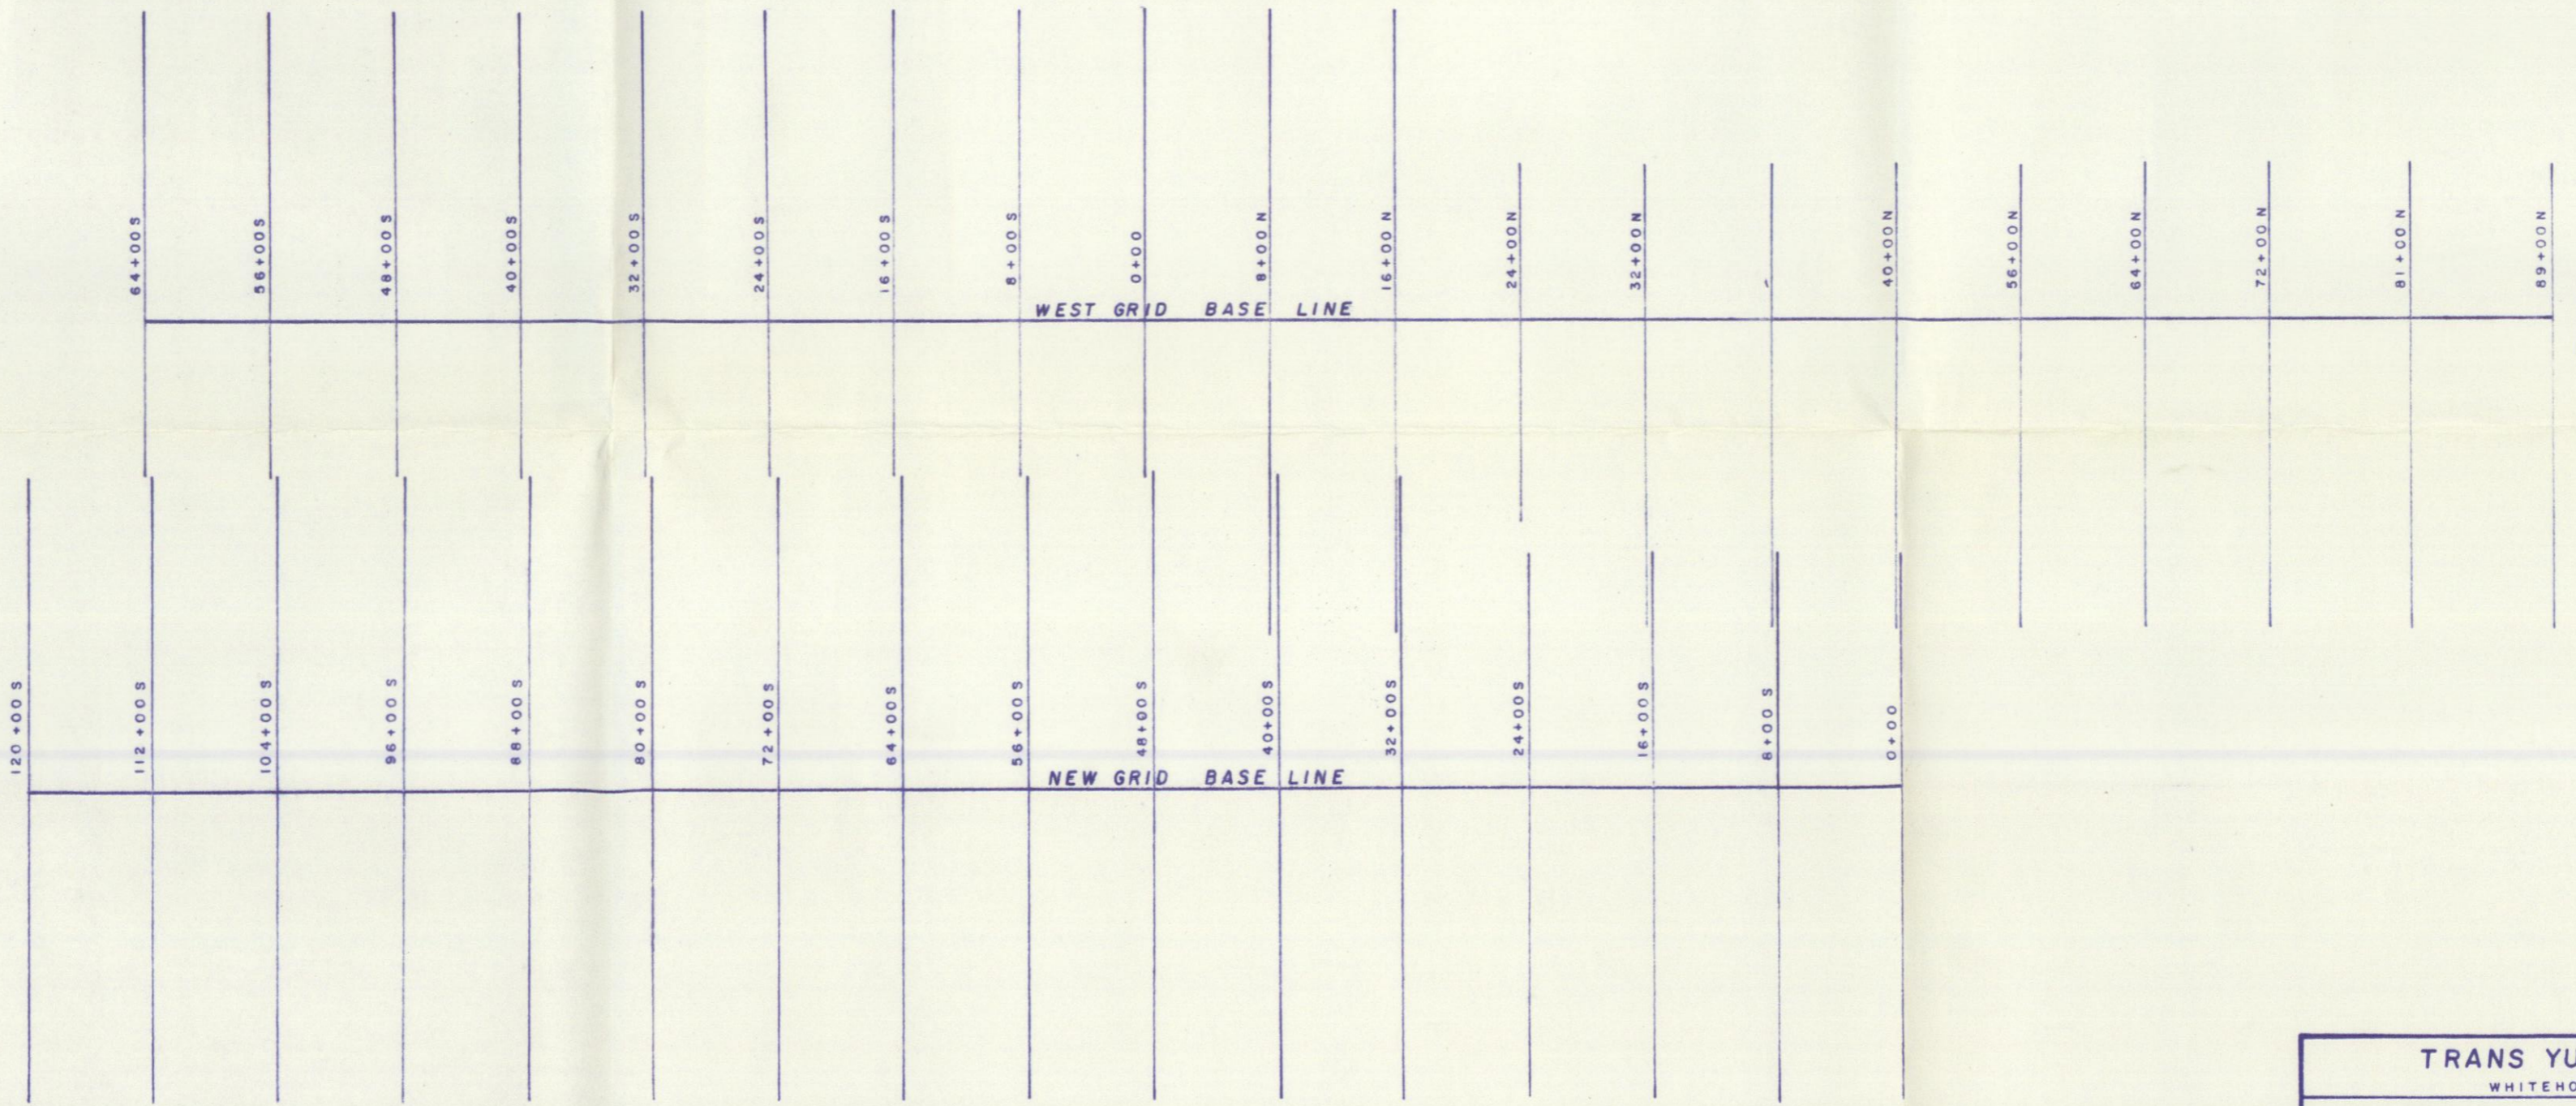 64+00S
56+00S
48+00S
40+00S
32+00S
24+00S
16+00S
8+00S
0+00
8+00N
16+00N
24+00N
32+00N
40+00N
56+00N
64+00N
72+00N
81+00N
89+00N
WEST GRID BASE LINE
120+00S
112+00S
104+00S
96+00S
88+00S
80+00S
72+00S
64+00S
56+00S
48+00S
40+00S
32+00S
24+00S
16+00S
8+00S
0+00
NEW GRID BASE LINE
TRANS YU
WHITEHO